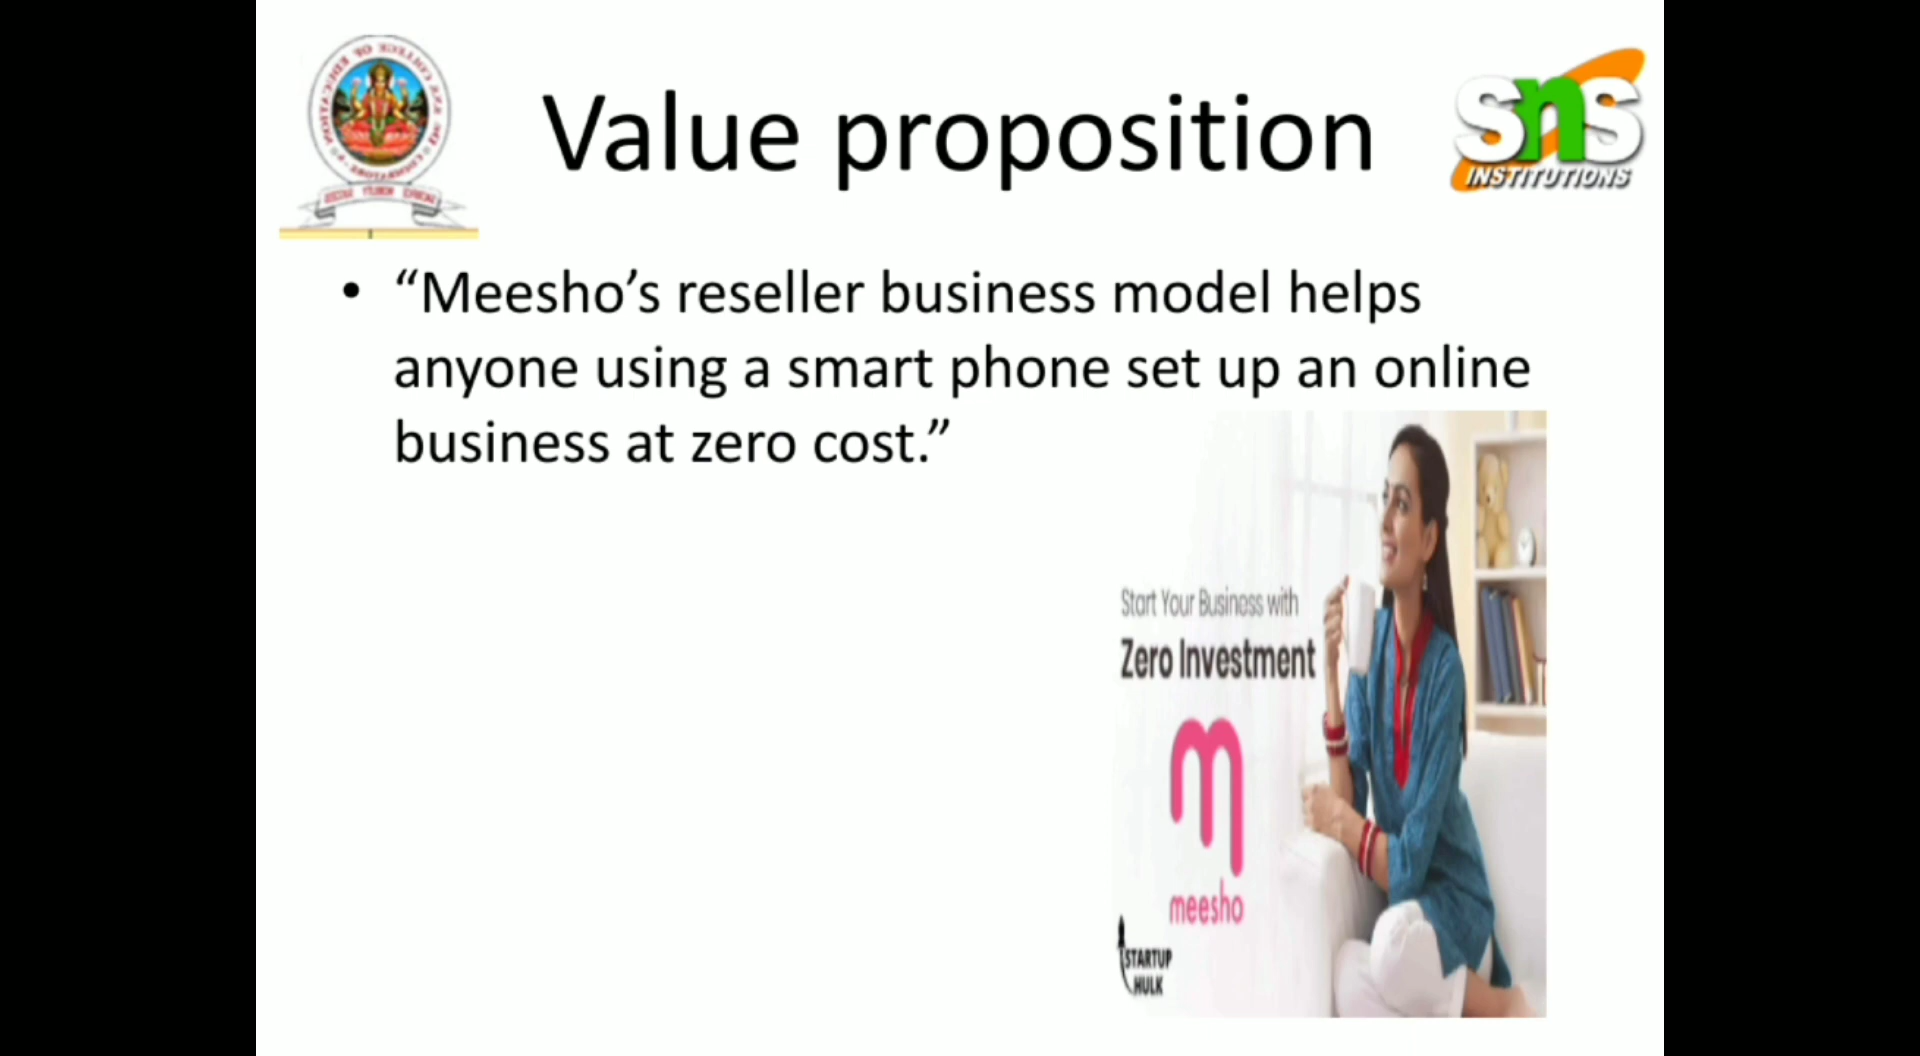 Value proposition
SnS
INSTITUTIONS
• “Meesho’s reseller business model helps
anyone using a smart phone set up an online
business at zero cost.”
Start Your Business with
Zero Investment
meesho
STARTUP
HULK